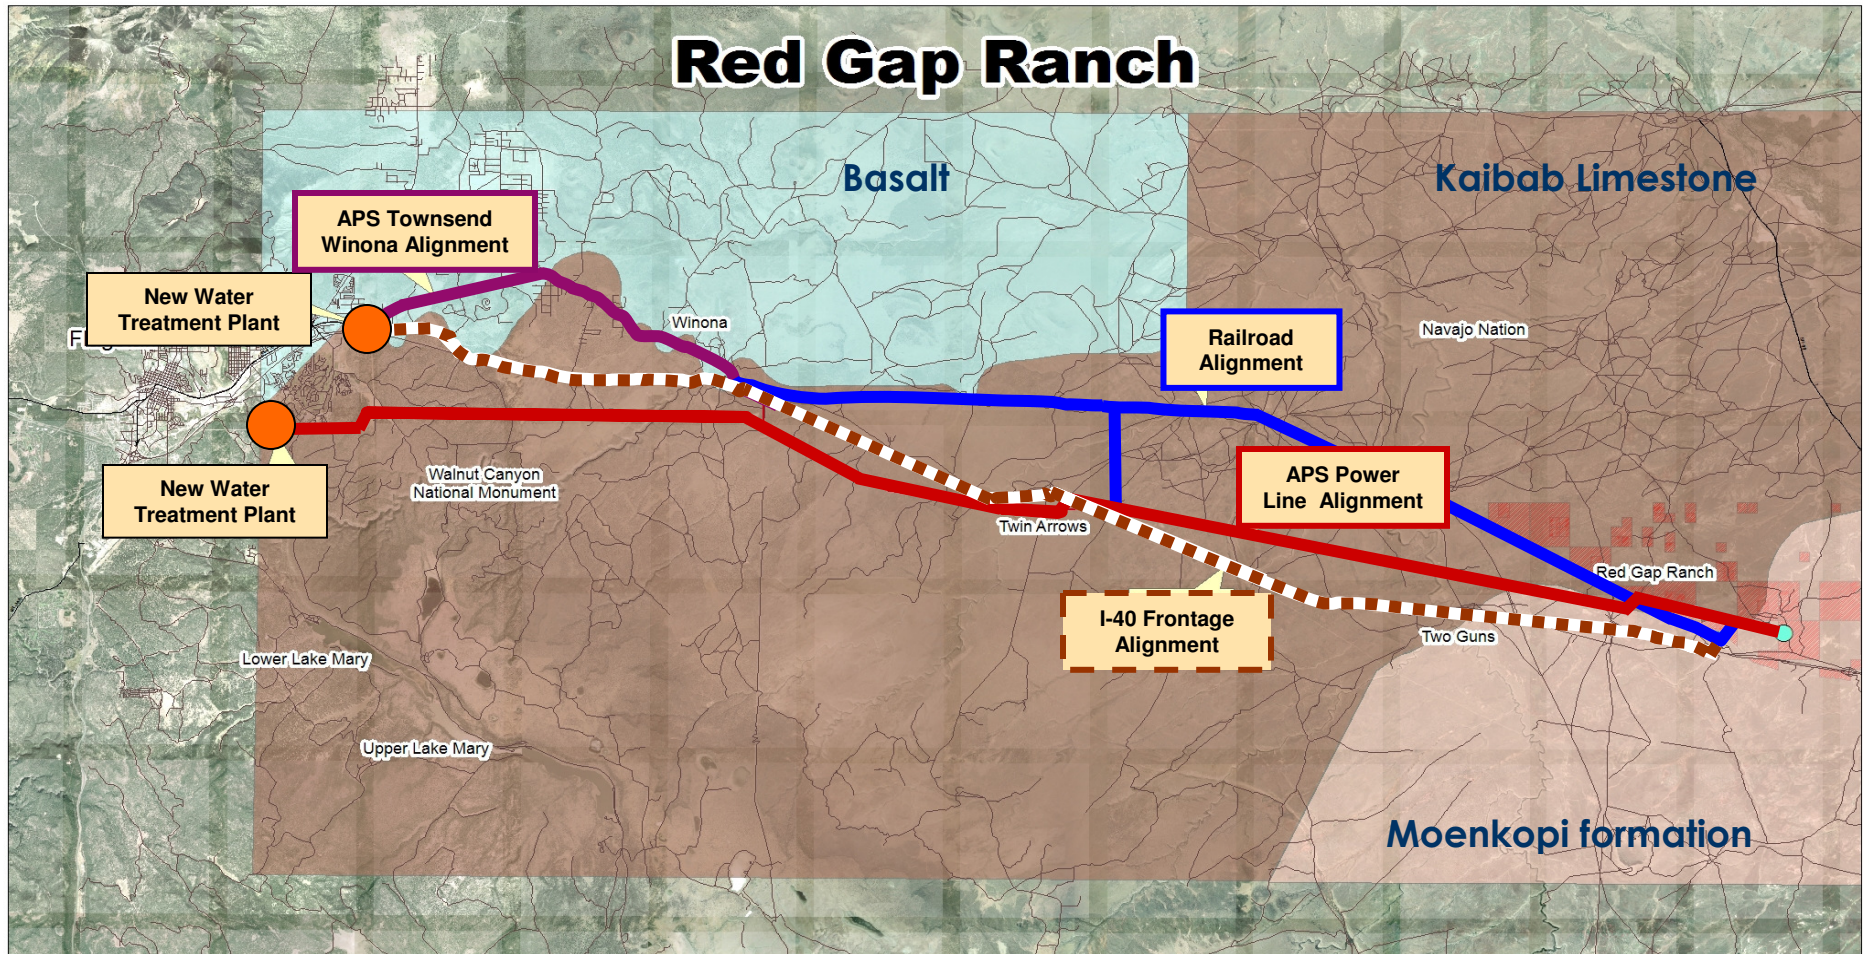 Red Gap Ranch
Basalt
Kaibab Limestone
APS Townsend
Winona Alignment
New Water
Treatment Plant
Winona
Railroad
Alignment
Navajo Nation
New Water
Treatment Plant
Walnut Canyon
National Monument
APS Power
Line Alignment
Twin Arrows
Red Gap Ranch
I-40 Frontage
Alignment
Two Guns
Lower Lake Mary
Upper Lake Mary
Moenkopi formation